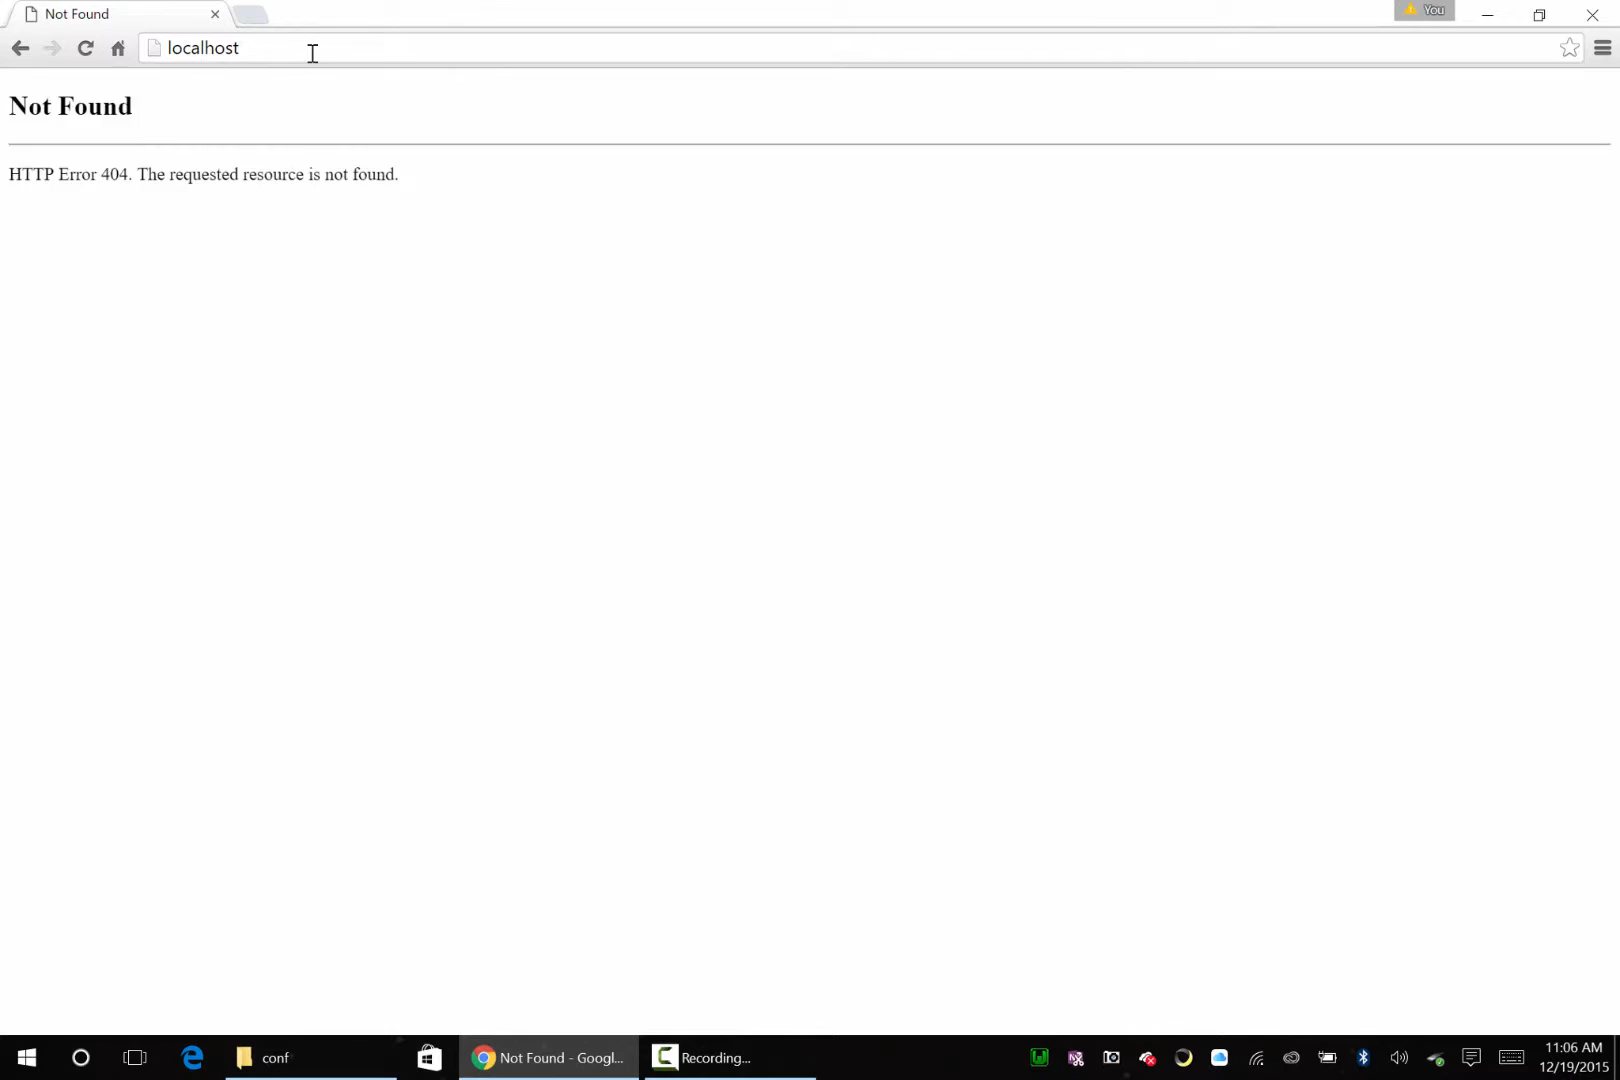 Not Found
You
localhost
Not Found
HTTP Error 404. The requested resource is not found.
conf
Not Found - Googl...
Recording...
11:06 AM
12/19/2015